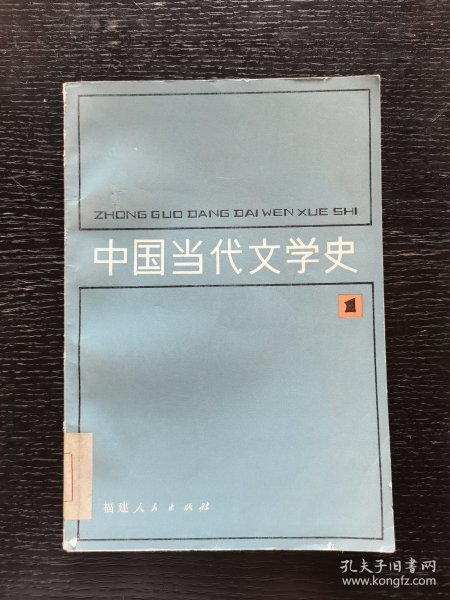 ZHONG GUO DANG DAI WEN XUE SHI
中国当代文学史
1
福建人民出版社
孔夫子旧书网
www.kongfz.com